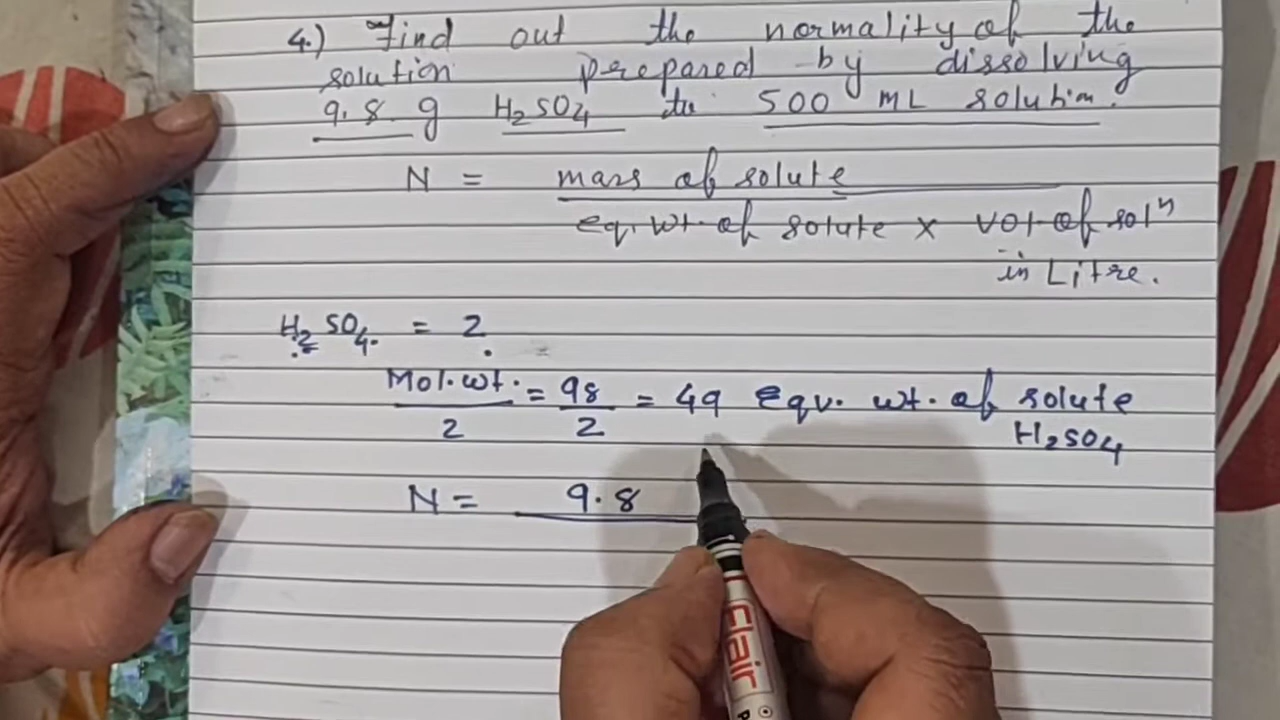 4.) Find out the normality of the
solution prepared by dissolving
9.8 g H₂SO₄ to 500 mL solution.
N = mass of solute
eq. wt. of solute × vol. of solⁿ
in Litre.
H₂SO₄. = 2.
Mol. wt. = 98 = 49 Eqv. wt. of solute
2 2 H₂SO₄
N = 9.8
Flair